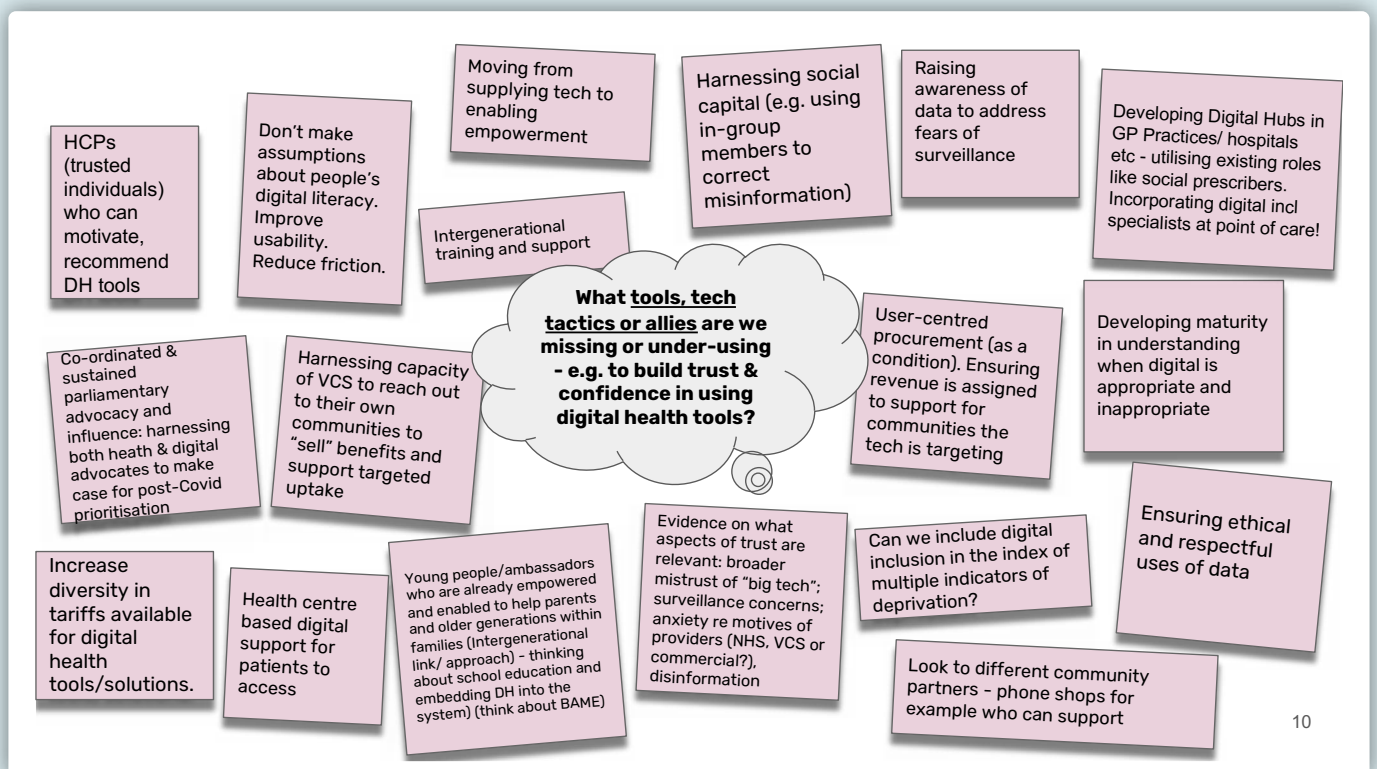 HCPs
(trusted
individuals)
who can
motivate,
recommend
DH tools
Don’t make
assumptions
about people’s
digital literacy.
Improve
usability.
Reduce friction.
Moving from
supplying tech to
enabling
empowerment
Intergenerational
training and support
Harnessing social
capital (e.g. using
in-group
members to
correct
misinformation)
Raising
awareness of
data to address
fears of
surveillance
Developing Digital Hubs in
GP Practices/ hospitals
etc - utilising existing roles
like social prescribers.
Incorporating digital incl
specialists at point of care!
What tools, tech
tactics or allies are we
missing or under-using
- e.g. to build trust &
confidence in using
digital health tools?
Co-ordinated &
sustained
parliamentary
advocacy and
influence: harnessing
both heath & digital
advocates to make
case for post-Covid
prioritisation
Harnessing capacity
of VCS to reach out
to their own
communities to
“sell” benefits and
support targeted
uptake
User-centred
procurement (as a
condition). Ensuring
revenue is assigned
to support for
communities the
tech is targeting
Developing maturity
in understanding
when digital is
appropriate and
inappropriate
Increase
diversity in
tariffs available
for digital
health
tools/solutions.
Health centre
based digital
support for
patients to
access
Young people/ambassadors
who are already empowered
and enabled to help parents
and older generations within
families (Intergenerational
link/ approach) - thinking
about school education and
embedding DH into the
system) (think about BAME)
Evidence on what
aspects of trust are
relevant: broader
mistrust of “big tech”;
surveillance concerns;
anxiety re motives of
providers (NHS, VCS or
commercial?),
disinformation
Can we include digital
inclusion in the index of
multiple indicators of
deprivation?
Ensuring ethical
and respectful
uses of data
Look to different community
partners - phone shops for
example who can support
10